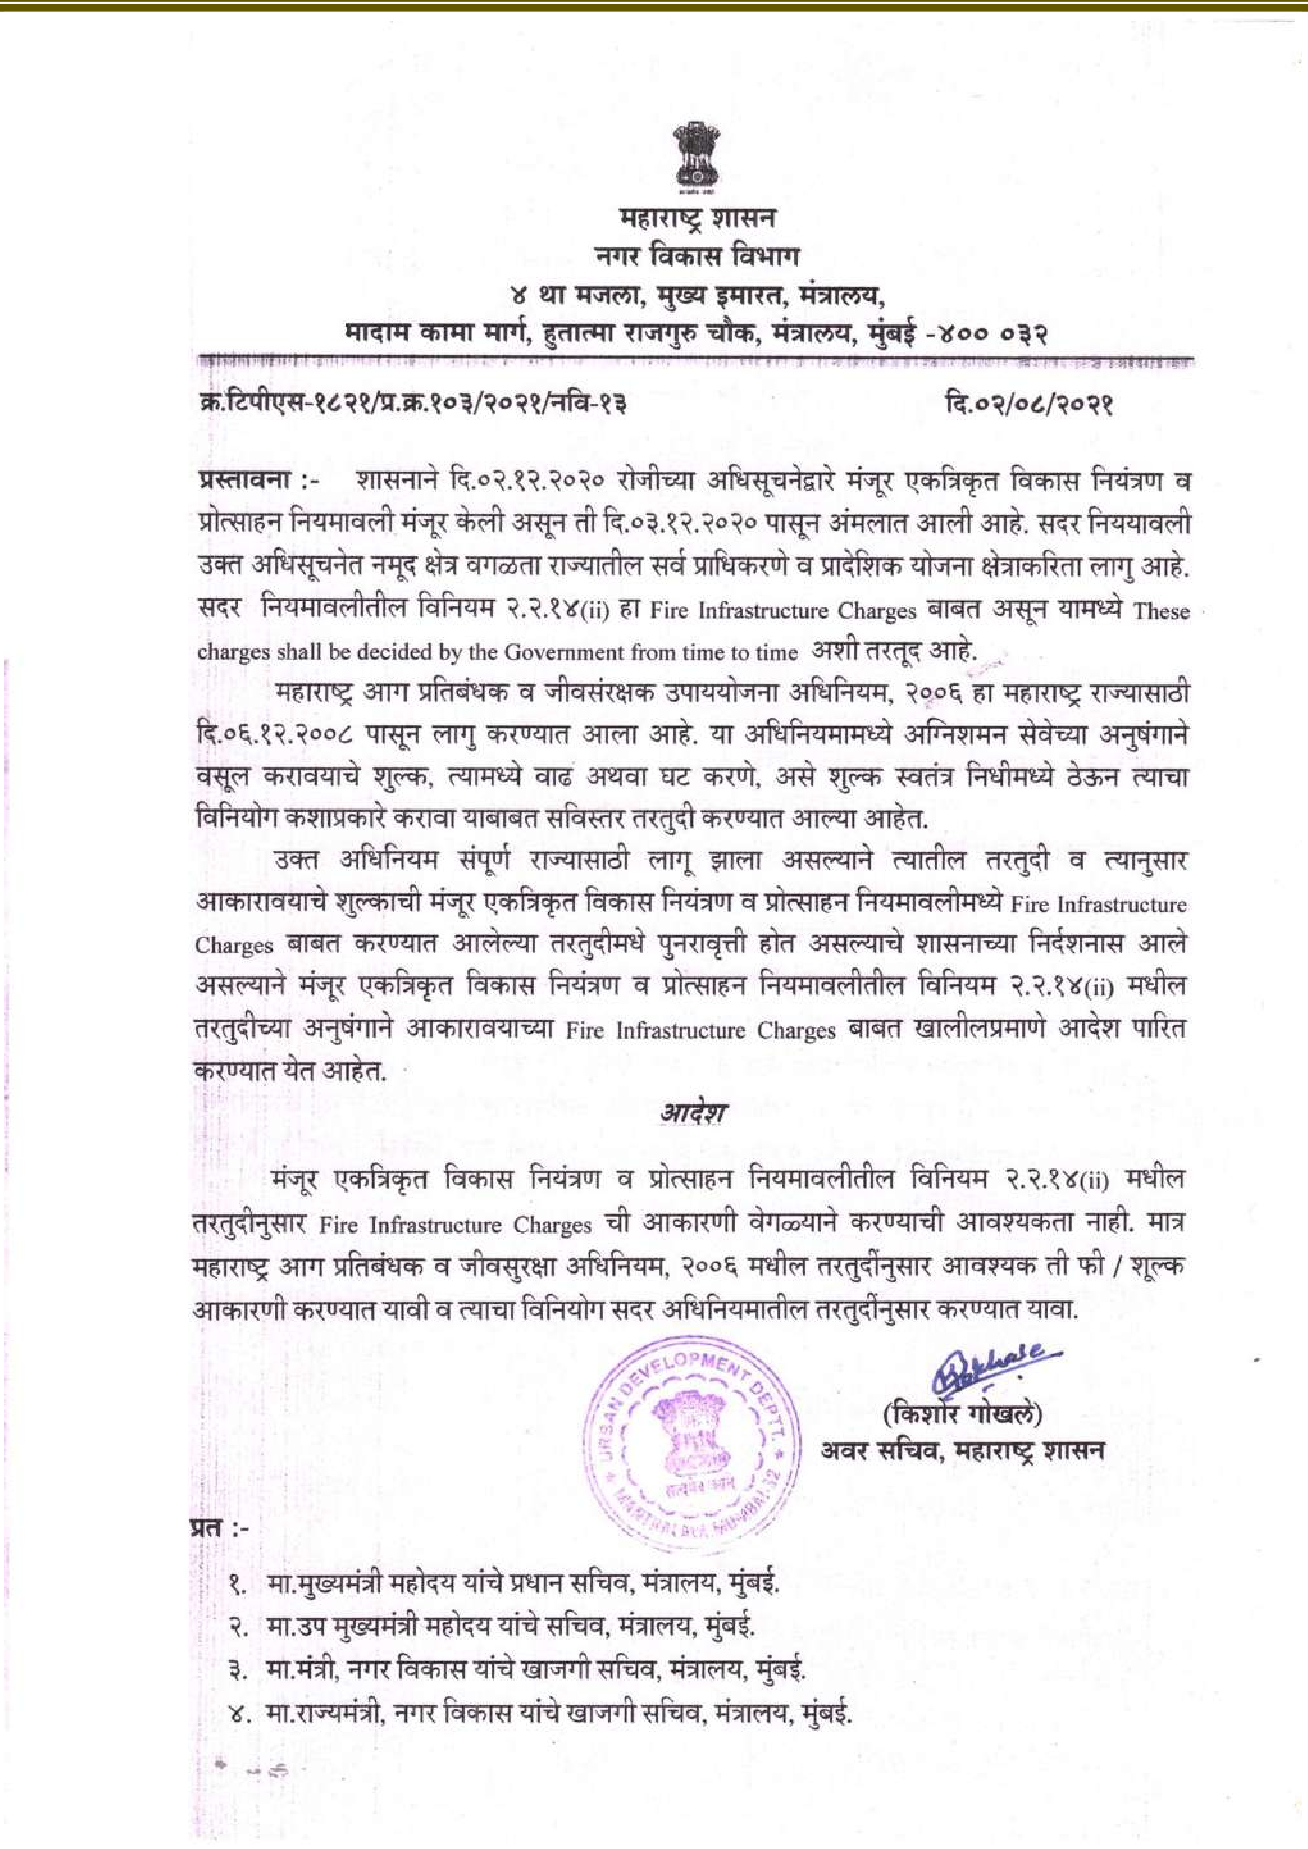 महाराष्ट्र शासन
नगर विकास विभाग
४ था मजला, मुख्य इमारत, मंत्रालय,
मादाम कामा मार्ग, हुतात्मा राजगुरु चौक, मंत्रालय, मुंबई -४०० ०३२
क्र.टिपीएस-१८२१/प्र.क्र.१०३/२०२१/नवि-१३ दि.०२/०८/२०२१
प्रस्तावना :- शासनाने दि.०२.१२.२०२० रोजीच्या अधिसूचनेद्वारे मंजूर एकत्रिकृत विकास नियंत्रण व
प्रोत्साहन नियमावली मंजूर केली असून ती दि.०३.१२.२०२० पासून अंमलात आली आहे. सदर निययावली
उक्त अधिसूचनेत नमूद क्षेत्र वगळता राज्यातील सर्व प्राधिकरणे व प्रादेशिक योजना क्षेत्राकरिता लागु आहे.
सदर नियमावलीतील विनियम २.२.१४(ii) हा Fire Infrastructure Charges बाबत असून यामध्ये These
charges shall be decided by the Government from time to time अशी तरतूद आहे.
महाराष्ट्र आग प्रतिबंधक व जीवसंरक्षक उपाययोजना अधिनियम, २००६ हा महाराष्ट्र राज्यासाठी
दि.०६.१२.२००८ पासून लागु करण्यात आला आहे. या अधिनियमामध्ये अग्निशमन सेवेच्या अनुषंगाने
वसूल करावयाचे शुल्क, त्यामध्ये वाढ अथवा घट करणे, असे शुल्क स्वतंत्र निधीमध्ये ठेऊन त्याचा
विनियोग कशाप्रकारे करावा याबाबत सविस्तर तरतुदी करण्यात आल्या आहेत.
उक्त अधिनियम संपूर्ण राज्यासाठी लागू झाला असल्याने त्यातील तरतुदी व त्यानुसार
आकारावयाचे शुल्काची मंजूर एकत्रिकृत विकास नियंत्रण व प्रोत्साहन नियमावलीमध्ये Fire Infrastructure
Charges बाबत करण्यात आलेल्या तरतुदीमधे पुनरावृत्ती होत असल्याचे शासनाच्या निर्दशनास आले
असल्याने मंजूर एकत्रिकृत विकास नियंत्रण व प्रोत्साहन नियमावलीतील विनियम २.२.१४(ii) मधील
तरतुदीच्या अनुषंगाने आकारावयाच्या Fire Infrastructure Charges बाबत खालीलप्रमाणे आदेश पारित
करण्यात येत आहेत.
आदेश
मंजूर एकत्रिकृत विकास नियंत्रण व प्रोत्साहन नियमावलीतील विनियम २.२.१४(ii) मधील
तरतुदीनुसार Fire Infrastructure Charges ची आकारणी वेगळ्याने करण्याची आवश्यकता नाही. मात्र
महाराष्ट्र आग प्रतिबंधक व जीवसुरक्षा अधिनियम, २००६ मधील तरतुदींनुसार आवश्यक ती फी / शूल्क
आकारणी करण्यात यावी व त्याचा विनियोग सदर अधिनियमातील तरतुदींनुसार करण्यात यावा.
URBAN DEVELOPMENT DEPTT.
(किशोर गोखले)
अवर सचिव, महाराष्ट्र शासन
प्रत :-
१. मा.मुख्यमंत्री महोदय यांचे प्रधान सचिव, मंत्रालय, मुंबई.
२. मा.उप मुख्यमंत्री महोदय यांचे सचिव, मंत्रालय, मुंबई.
३. मा.मंत्री, नगर विकास यांचे खाजगी सचिव, मंत्रालय, मुंबई.
४. मा.राज्यमंत्री, नगर विकास यांचे खाजगी सचिव, मंत्रालय, मुंबई.